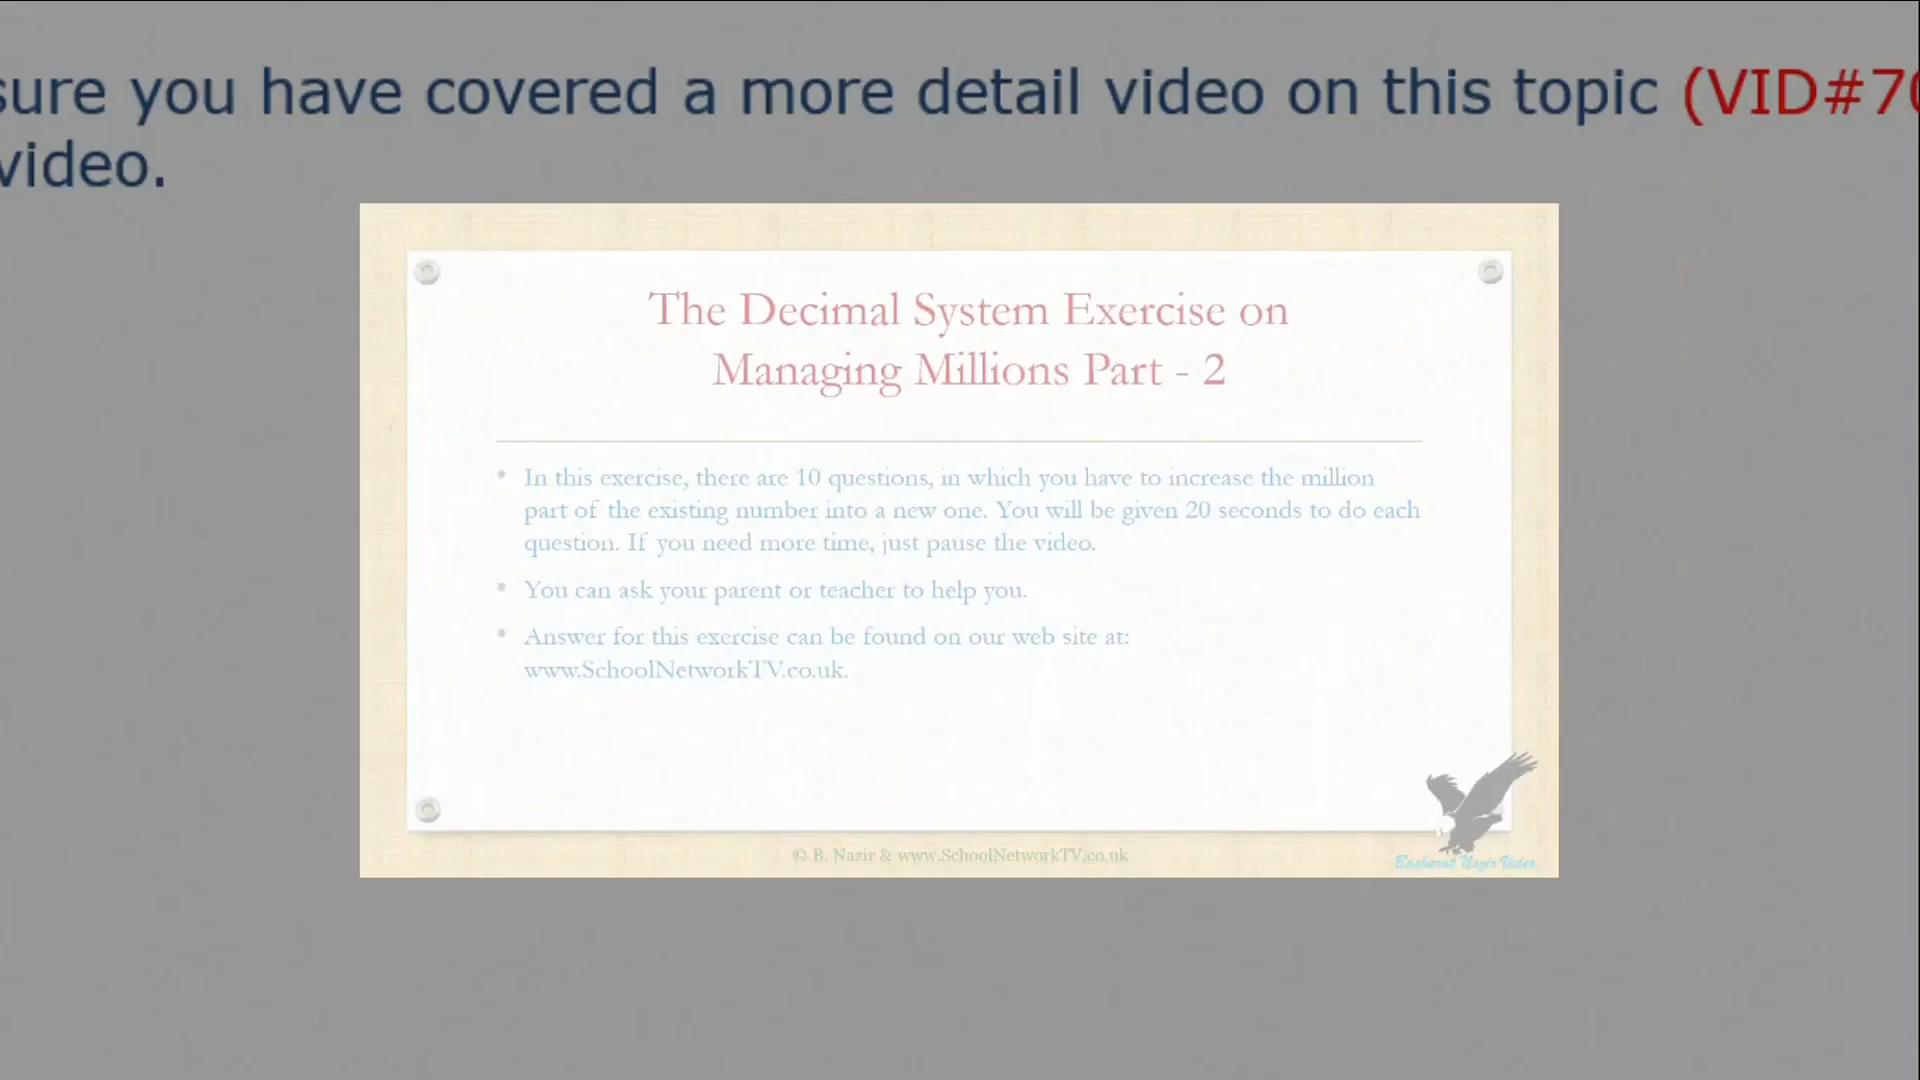 sure you have covered a more detail video on this topic (VID#70
video.
The Decimal System Exercise on
Managing Millions Part - 2
• In this exercise, there are 10 questions, in which you have to increase the million
part of the existing number into a new one. You will be given 20 seconds to do each
question. If you need more time, just pause the video.
• You can ask your parent or teacher to help you.
• Answer for this exercise can be found on our web site at:
www.SchoolNetworkTV.co.uk.
© B. Nazir & www.SchoolNetworkTV.co.uk
Basharat Nazir Video